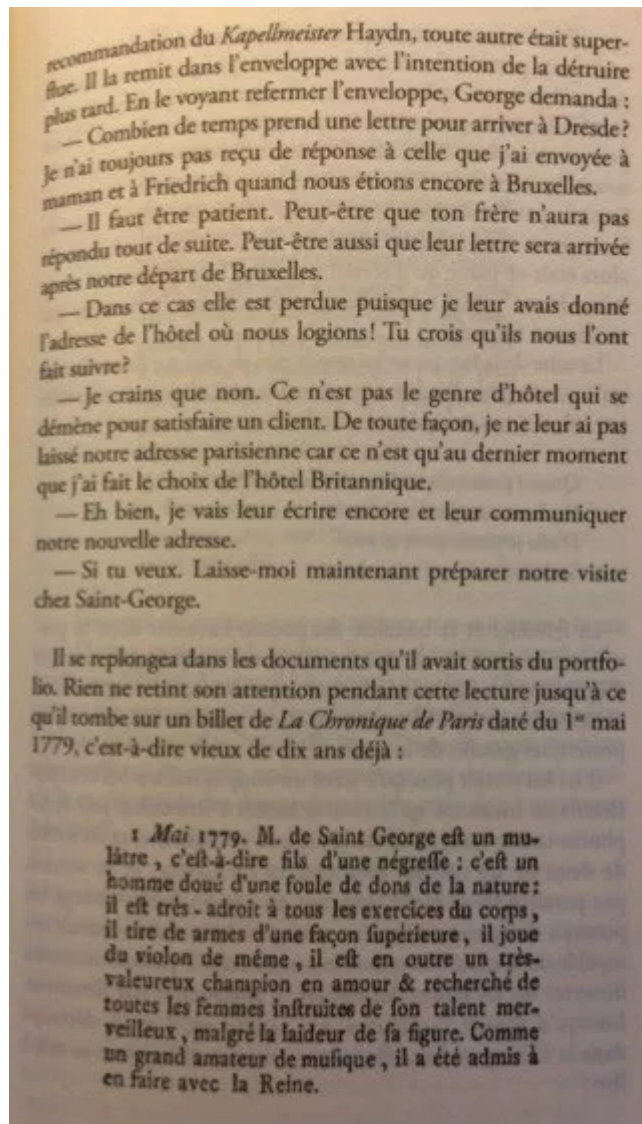 recommandation du Kapellmeister Haydn, toute autre était super-
flue. Il la remit dans l'enveloppe avec l'intention de la détruire
plus tard. En le voyant refermer l'enveloppe, George demanda :
— Combien de temps prend une lettre pour arriver à Dresde ?
Je n'ai toujours pas reçu de réponse à celle que j'ai envoyée à
maman et à Friedrich quand nous étions encore à Bruxelles.
— Il faut être patient. Peut-être que ton frère n'aura pas
répondu tout de suite. Peut-être aussi que leur lettre sera arrivée
après notre départ de Bruxelles.
— Dans ce cas elle est perdue puisque je leur avais donné
l'adresse de l'hôtel où nous logions ! Tu crois qu'ils nous l'ont
fait suivre ?
— Je crains que non. Ce n'est pas le genre d'hôtel qui se
démène pour satisfaire un client. De toute façon, je ne leur ai pas
laissé notre adresse parisienne car ce n'est qu'au dernier moment
que j'ai fait le choix de l'hôtel Britannique.
— Eh bien, je vais leur écrire encore et leur communiquer
notre nouvelle adresse.
— Si tu veux. Laisse-moi maintenant préparer notre visite
chez Saint-George.
Il se replongea dans les documents qu'il avait sortis du portfo-
lio. Rien ne retint son attention pendant cette lecture jusqu'à ce
qu'il tombe sur un billet de La Chronique de Paris daté du 1er mai
1779, c'est-à-dire vieux de dix ans déjà :
1 Mai 1779. M. de Saint George eſt un mu-
lâtre , c'eſt-à-dire fils d'une négreſſe : c'eſt un
homme doué d'une foule de dons de la nature :
il eſt très-adroit à tous les exercices du corps ,
il tire de armes d'une façon ſupérieure , il joue
du violon de même , il eſt en outre un très-
valeureux champion en amour & recherché de
toutes les femmes inſtruites de ſon talent mer-
veilleux , malgré la laideur de ſa figure. Comme
un grand amateur de muſique , il a été admis à
en faire avec la Reine.